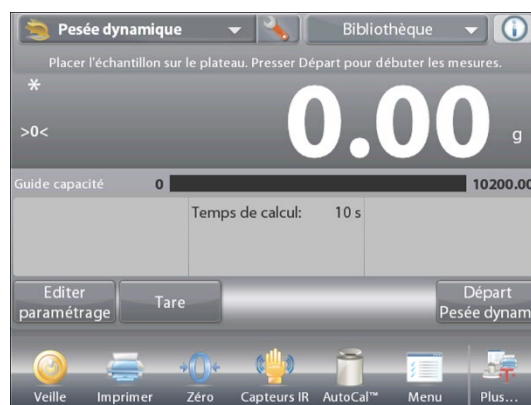 Pesée dynamique
Bibliothèque
Placer l'échantillon sur le plateau. Presser Départ pour débuter les mesures.
*
>0<
0.00 g
Guide capacité 0 10200.00
Temps de calcul: 10 s
Editer paramétrage
Tare
Départ
Pesée dynam
Veille Imprimer Zéro Capteurs IR AutoCal™ Menu Plus...